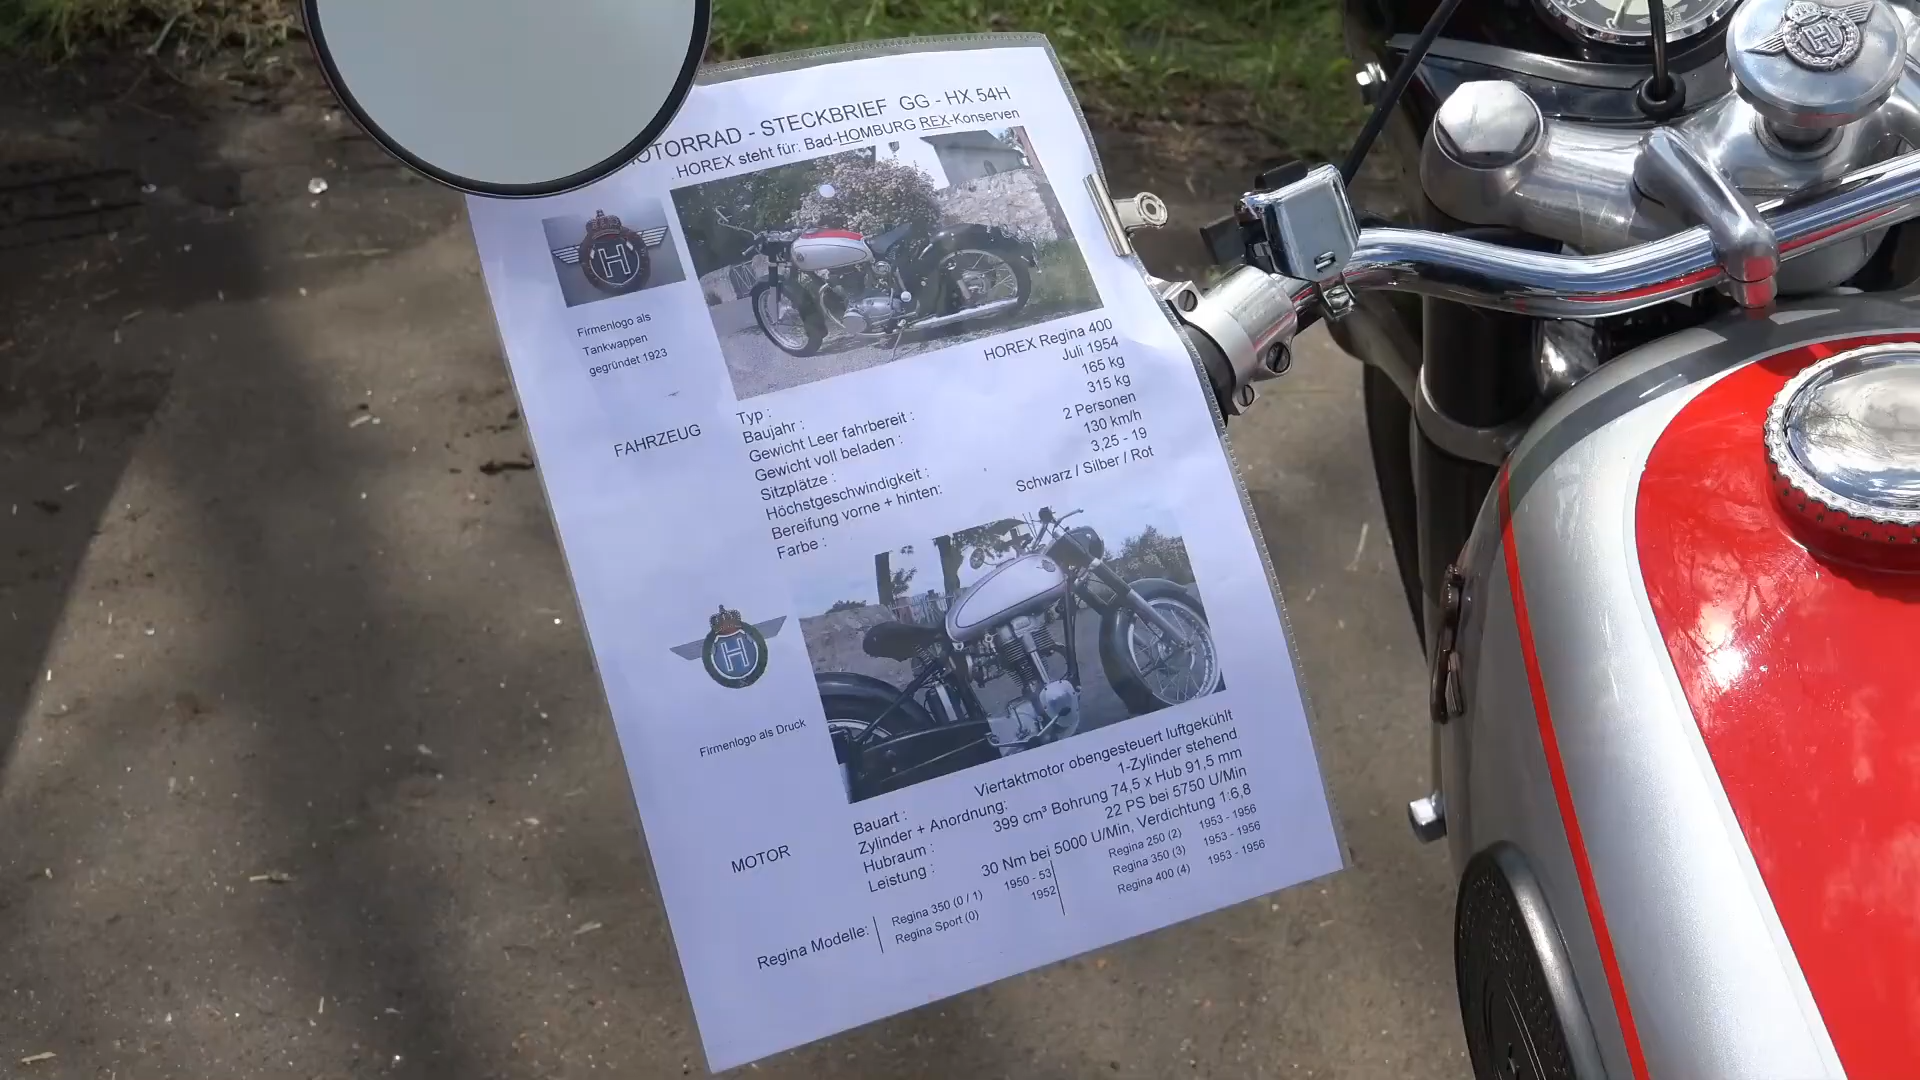 MOTORRAD - STECKBRIEF GG - HX 54H
HOREX steht für: Bad-HOMBURG REX-Konserven
Firmenlogo als
Tankwappen
gegründet 1923
FAHRZEUG
Typ : HOREX Regina 400
Baujahr : Juli 1954
Gewicht Leer fahrbereit : 165 kg
Gewicht voll beladen : 315 kg
Sitzplätze : 2 Personen
Höchstgeschwindigkeit : 130 km/h
Bereifung vorne + hinten: 3,25 - 19
Farbe : Schwarz / Silber / Rot
H
Firmenlogo als Druck
MOTOR
Bauart : Viertaktmotor obengesteuert luftgekühlt
Zylinder + Anordnung: 1-Zylinder stehend
Hubraum : 399 cm³ Bohrung 74,5 x Hub 91,5 mm
Leistung : 22 PS bei 5750 U/Min
30 Nm bei 5000 U/Min, Verdichtung 1:6,8
Regina Modelle:
Regina 350 (0 / 1) 1950 - 53
Regina Sport (0) 1952
Regina 250 (2) 1953 - 1956
Regina 350 (3) 1953 - 1956
Regina 400 (4) 1953 - 1956
H